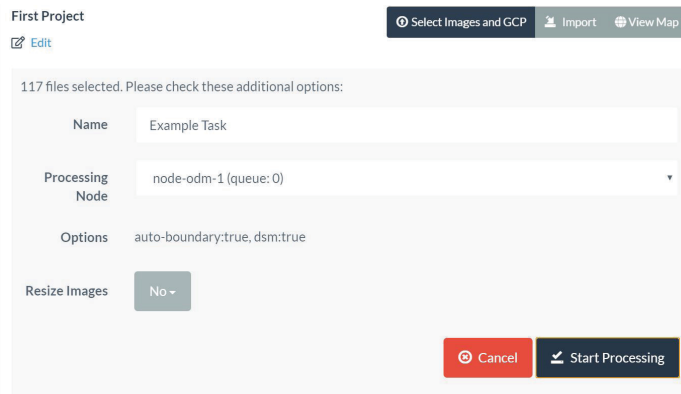 First Project
Select Images and GCP
Import
View Map
Edit
117 files selected. Please check these additional options:
Name
Example Task
Processing
Node
node-odm-1 (queue: 0)
Options
auto-boundary:true, dsm:true
Resize Images
No
Cancel
Start Processing